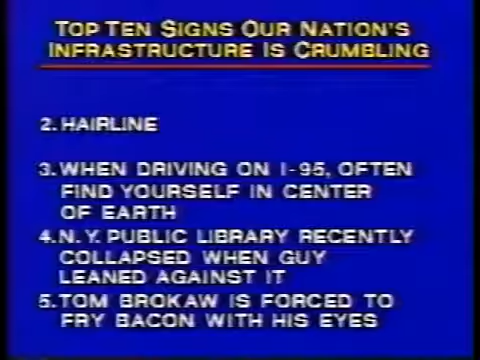 TOP TEN SIGNS OUR NATION'S
INFRASTRUCTURE IS CRUMBLING
2. HAIRLINE
3. WHEN DRIVING ON I-95, OFTEN
FIND YOURSELF IN CENTER
OF EARTH
4. N.Y. PUBLIC LIBRARY RECENTLY
COLLAPSED WHEN GUY
LEANED AGAINST IT
5. TOM BROKAW IS FORCED TO
FRY BACON WITH HIS EYES